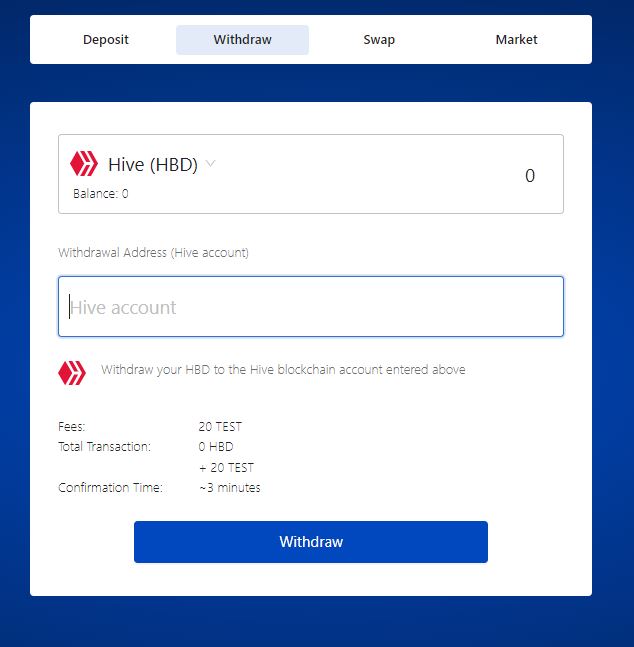 Deposit Withdraw Swap Market
Hive (HBD) 0
Balance: 0
Withdrawal Address (Hive account)
Hive account
Withdraw your HBD to the Hive blockchain account entered above
Fees: 20 TEST
Total Transaction: 0 HBD
+ 20 TEST
Confirmation Time: ~3 minutes
Withdraw